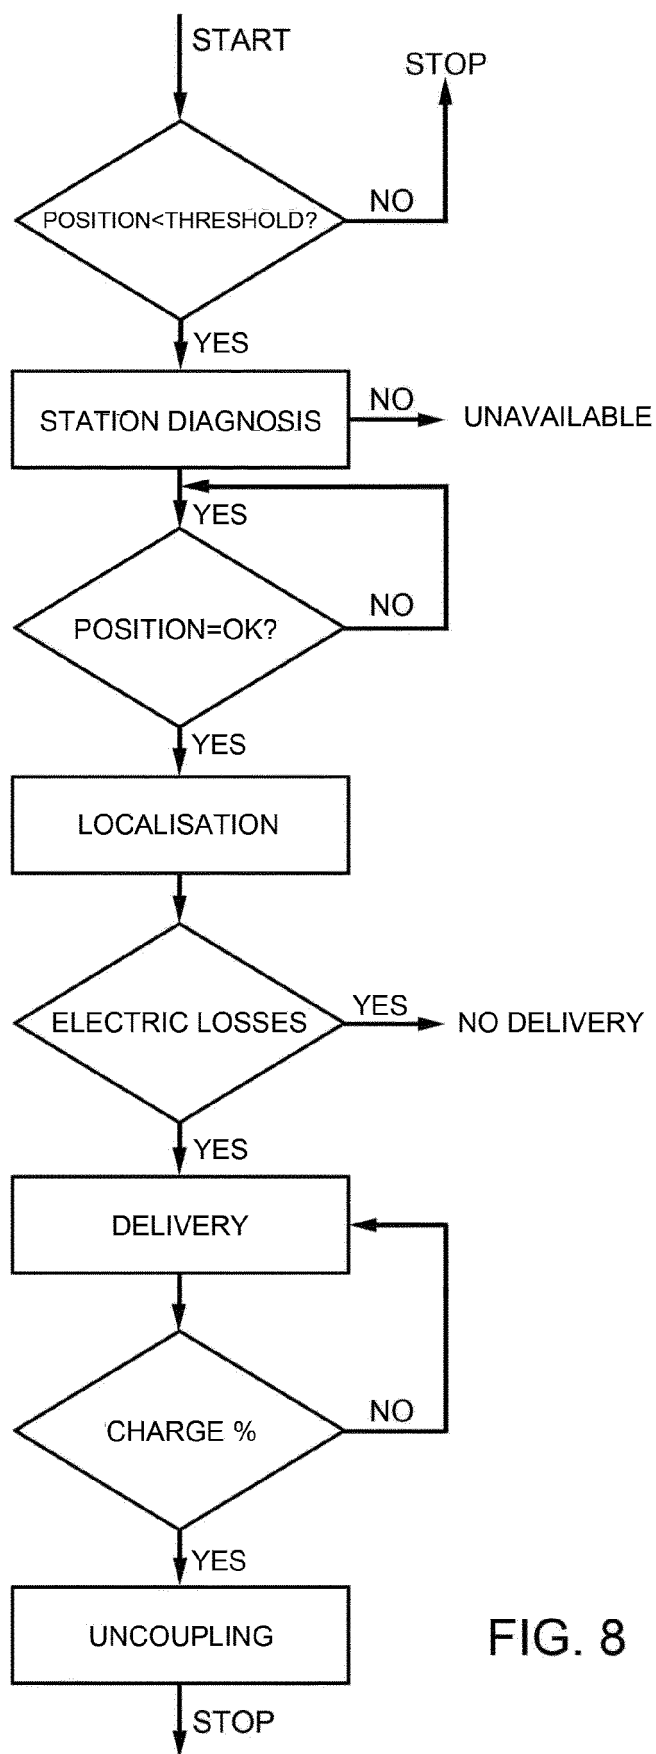 START
STOP
POSITION<THRESHOLD?
NO
YES
STATION DIAGNOSIS
NO
UNAVAILABLE
YES
POSITION=OK?
NO
YES
LOCALISATION
ELECTRIC LOSSES
YES
NO DELIVERY
YES
DELIVERY
CHARGE %
NO
YES
UNCOUPLING
FIG. 8
STOP